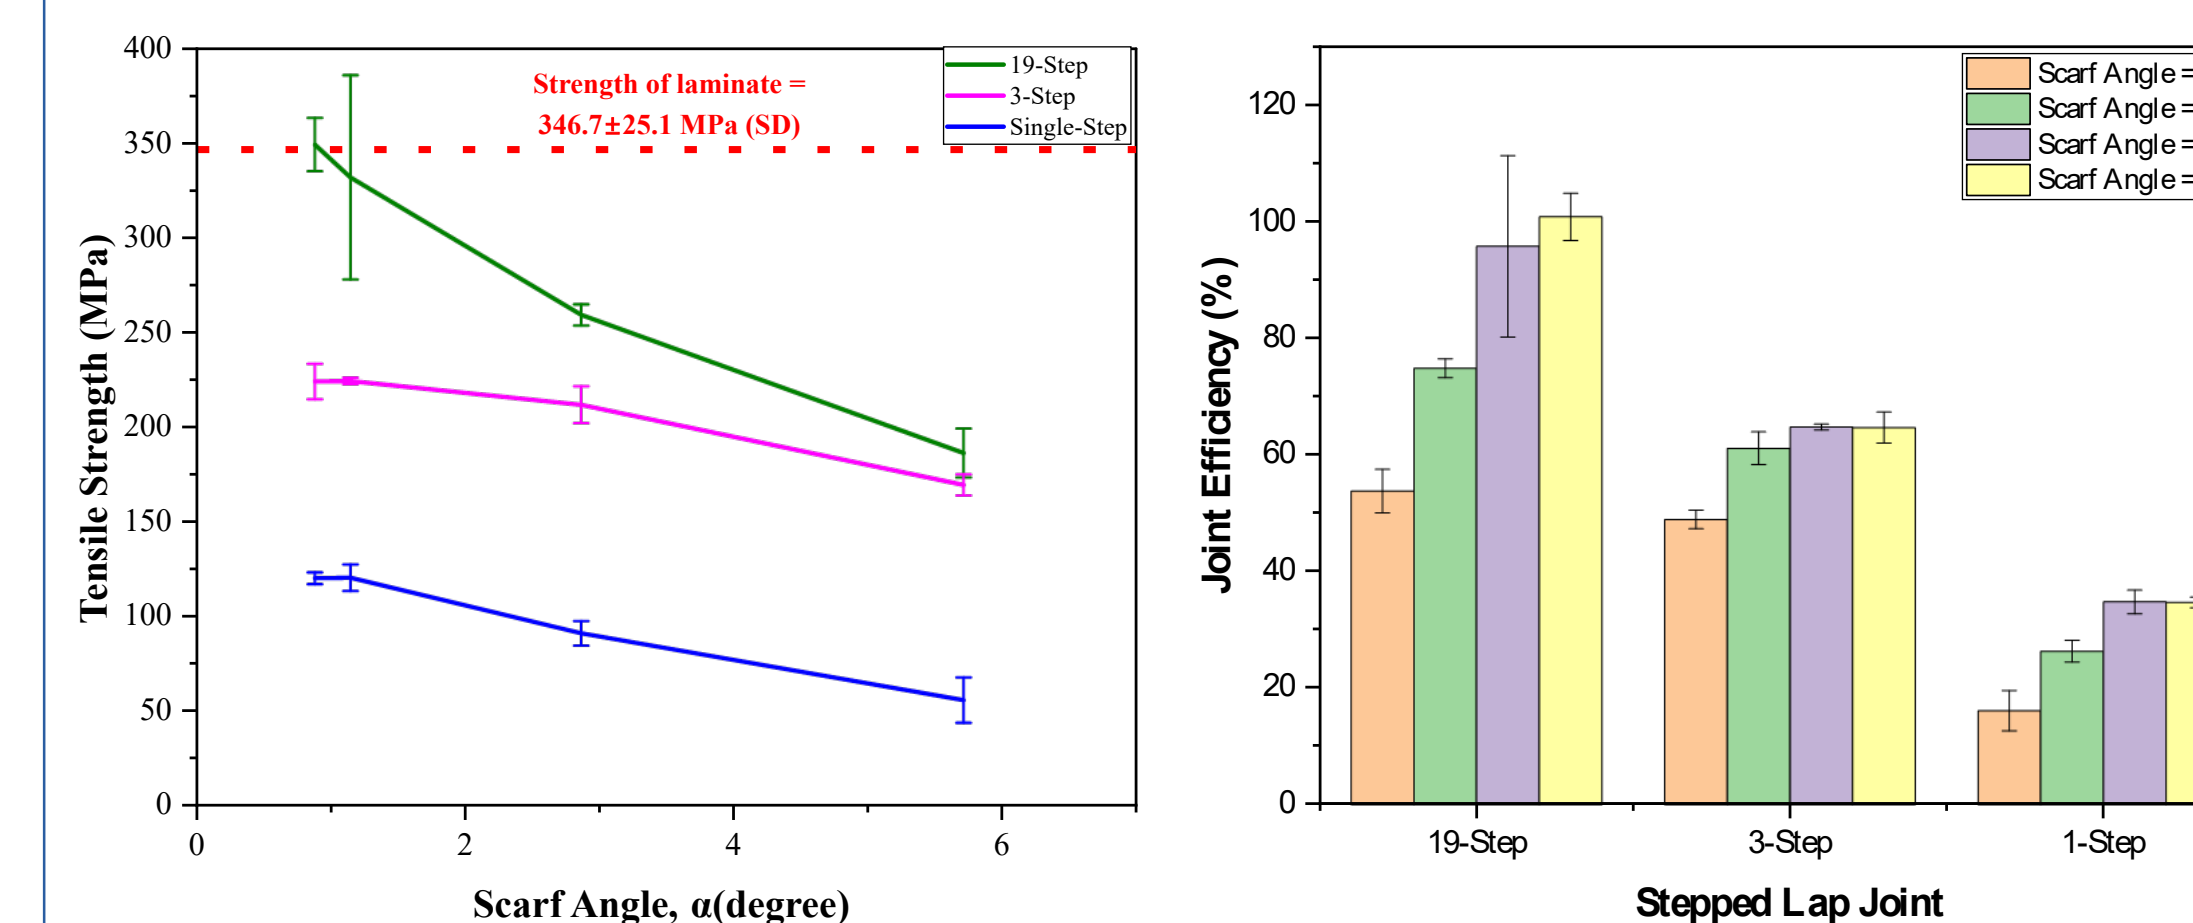 400
350
300
250
200
150
100
50
0
0 2 4 6
Tensile Strength (MPa)
Scarf Angle, α(degree)
Strength of laminate =
346.7±25.1 MPa (SD)
19-Step
3-Step
Single-Step
120
100
80
60
40
20
0
Joint Efficiency (%)
19-Step 3-Step 1-Step
Stepped Lap Joint
Scarf Angle =
Scarf Angle =
Scarf Angle =
Scarf Angle =